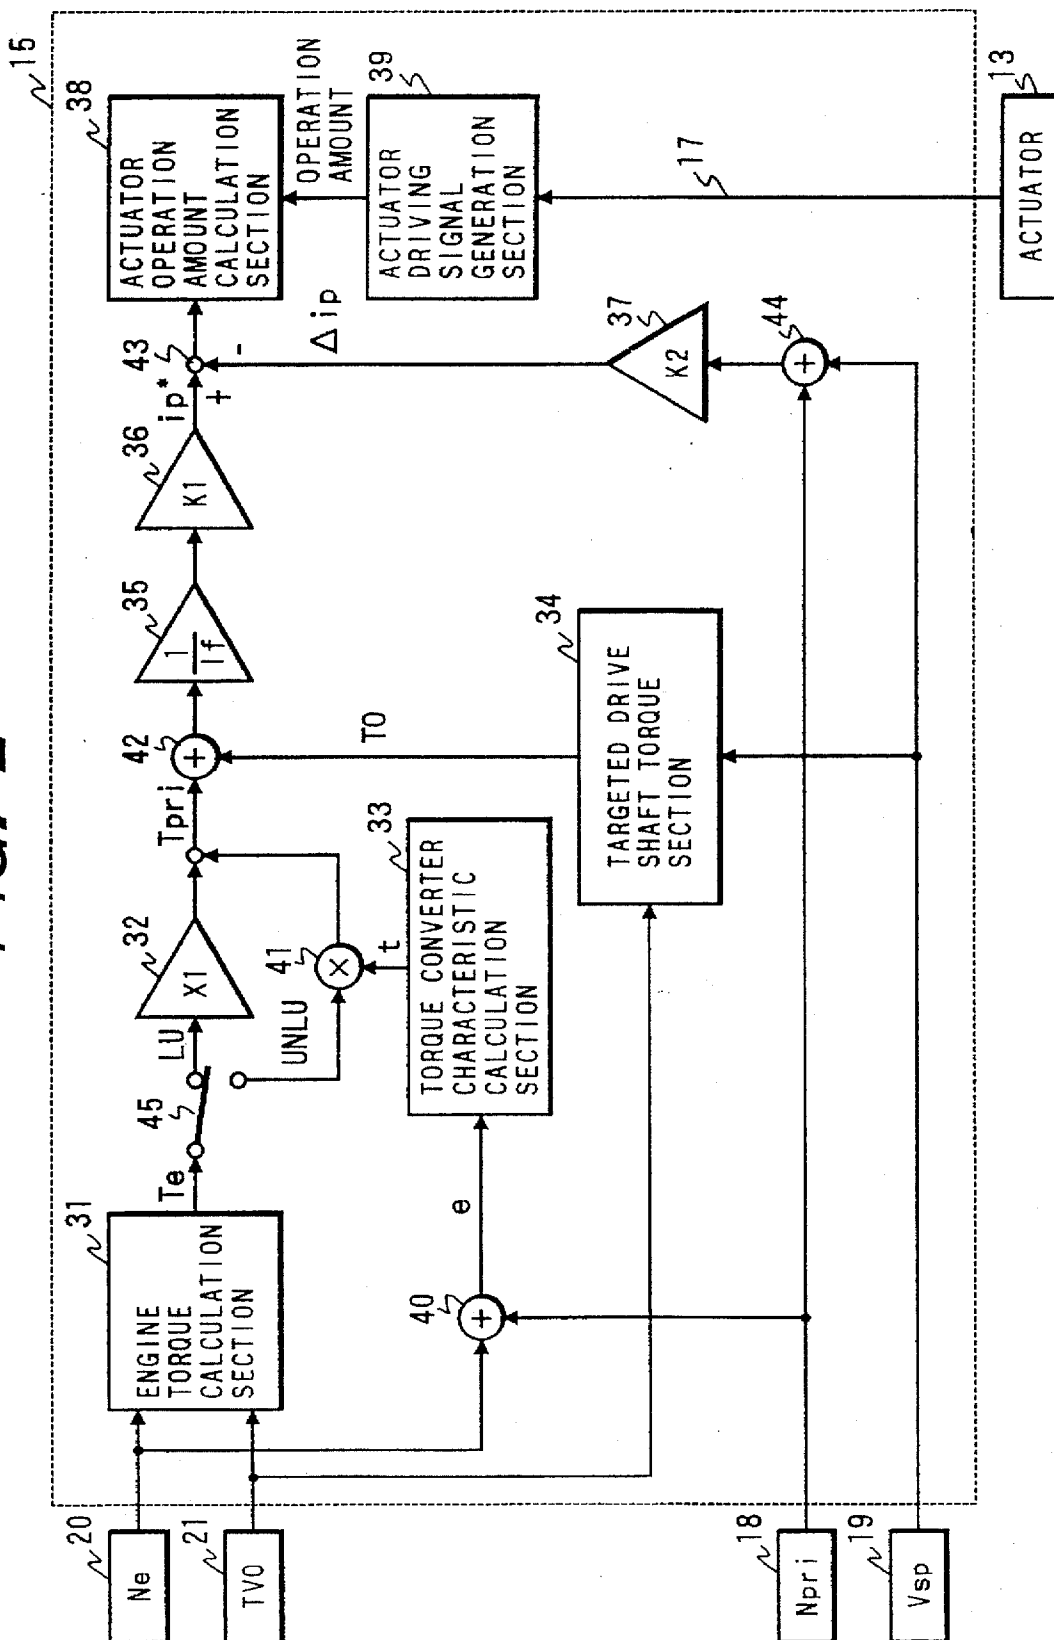 15
20
Ne
21
TVO
18
Npri
19
Vsp
31
ENGINE
TORQUE
CALCULATION
SECTION
Te
45
LU
UNLU
32
X1
41
×
t
Tpri
42
+
35
1
If
36
K1
ip*
+
43
-
Δip
38
ACTUATOR
OPERATION
AMOUNT
CALCULATION
SECTION
OPERATION
AMOUNT
39
ACTUATOR
DRIVING
SIGNAL
GENERATION
SECTION
40
+
e
33
TORQUE CONVERTER
CHARACTERISTIC
CALCULATION
SECTION
TO
34
TARGETED DRIVE
SHAFT TORQUE
SECTION
37
K2
44
+
17
13
ACTUATOR